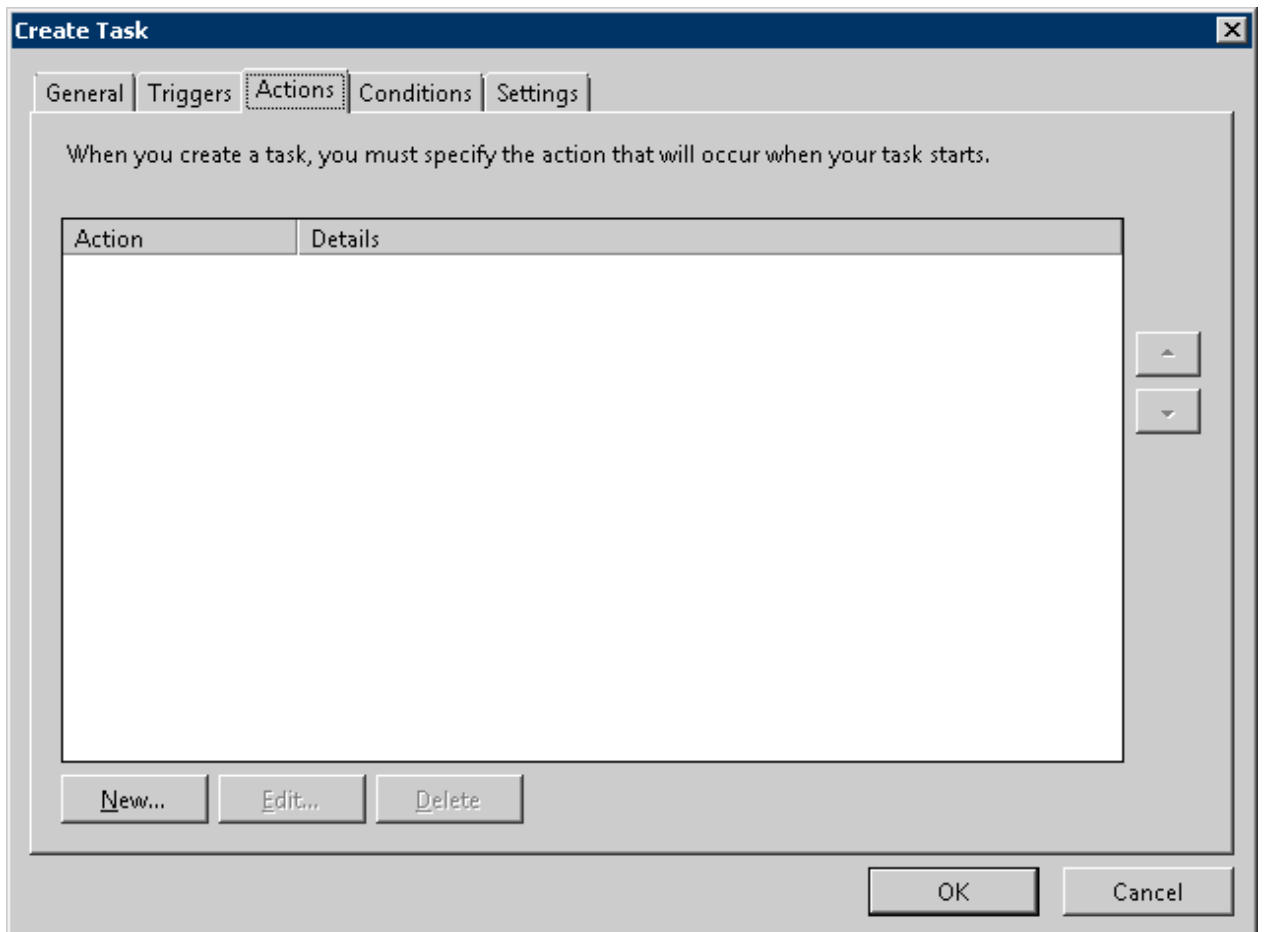 Create Task
General Triggers Actions Conditions Settings
When you create a task, you must specify the action that will occur when your task starts.
Action Details
New... Edit... Delete
OK Cancel